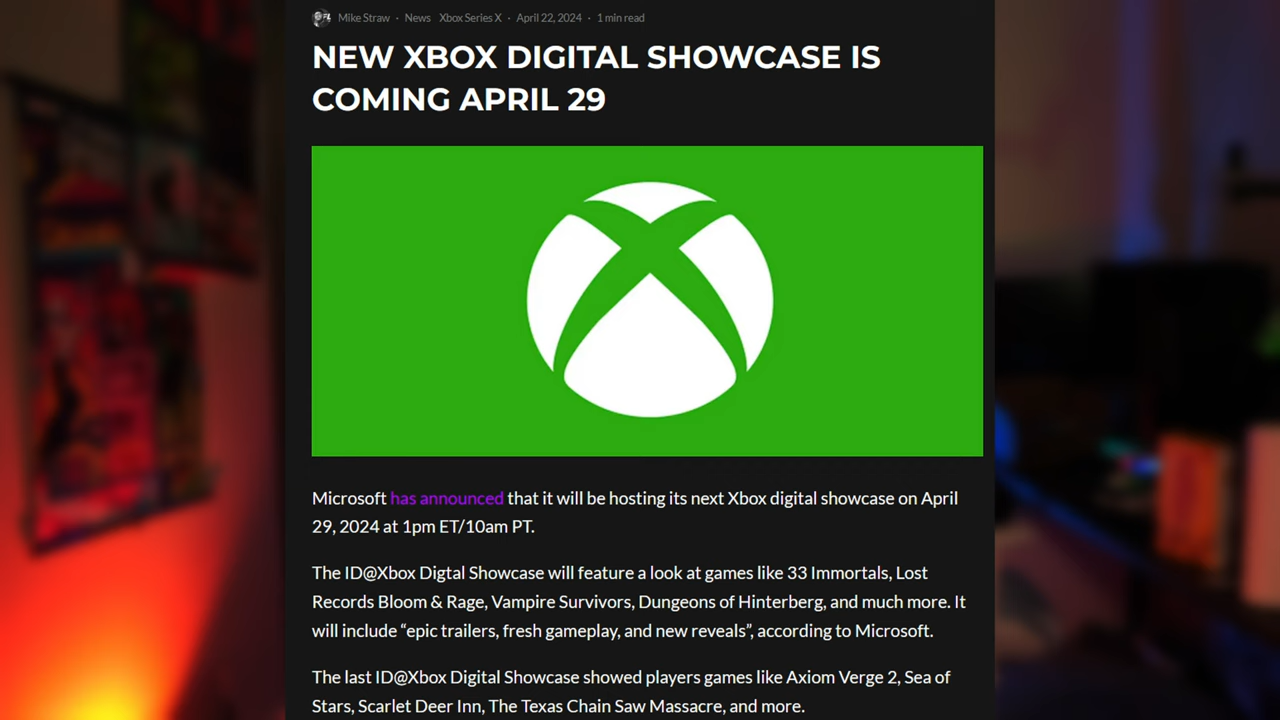 Mike Straw · News Xbox Series X · April 22, 2024 · 1 min read
NEW XBOX DIGITAL SHOWCASE IS
COMING APRIL 29
Microsoft has announced that it will be hosting its next Xbox digital showcase on April
29, 2024 at 1pm ET/10am PT.
The ID@Xbox Digtal Showcase will feature a look at games like 33 Immortals, Lost
Records Bloom & Rage, Vampire Survivors, Dungeons of Hinterberg, and much more. It
will include “epic trailers, fresh gameplay, and new reveals”, according to Microsoft.
The last ID@Xbox Digital Showcase showed players games like Axiom Verge 2, Sea of
Stars, Scarlet Deer Inn, The Texas Chain Saw Massacre, and more.